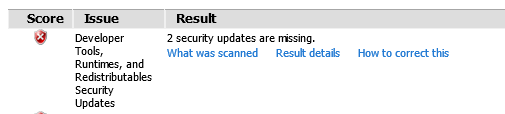 Score Issue Result
Developer 2 security updates are missing.
Tools, What was scanned Result details How to correct this
Runtimes, and
Redistributables
Security
Updates